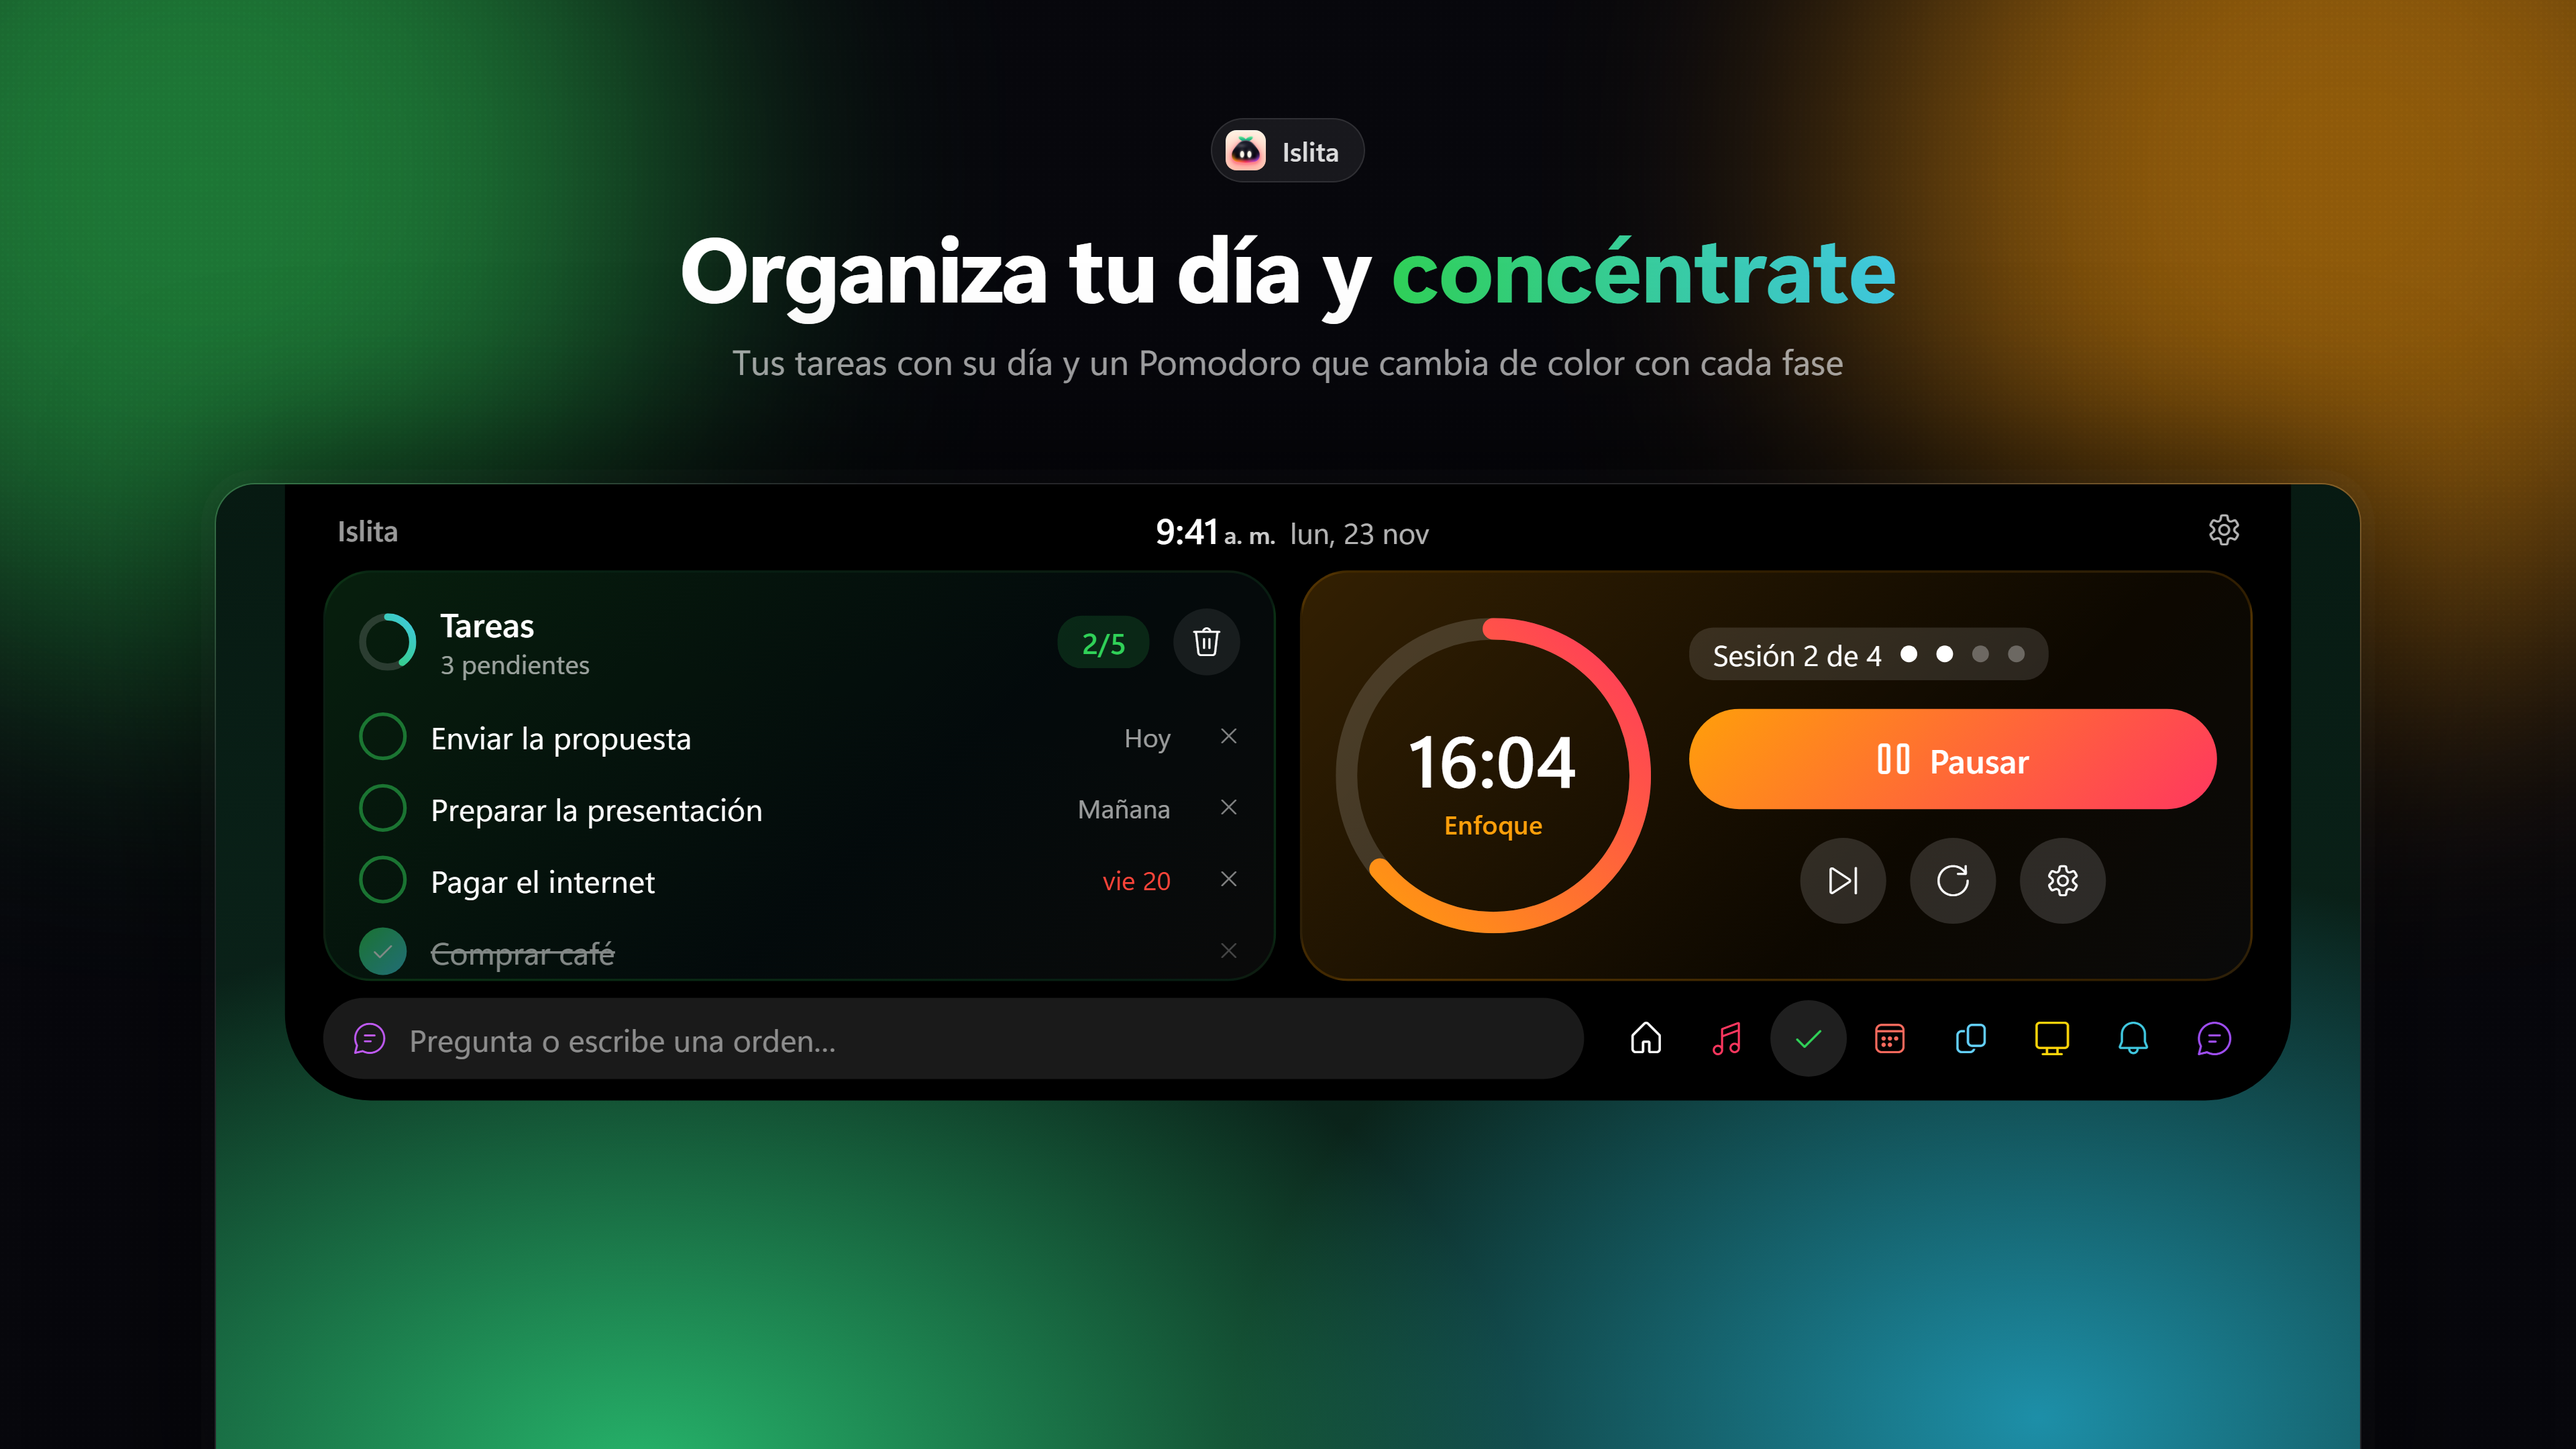 Islita
Organiza tu día y concéntrate
Tus tareas con su día y un Pomodoro que cambia de color con cada fase
Islita
9:41 a. m. lun, 23 nov
Tareas
3 pendientes
2/5
Enviar la propuesta Hoy
Preparar la presentación Mañana
Pagar el internet vie 20
Comprar café
16:04
Enfoque
Sesión 2 de 4
Pausar
Pregunta o escribe una orden...